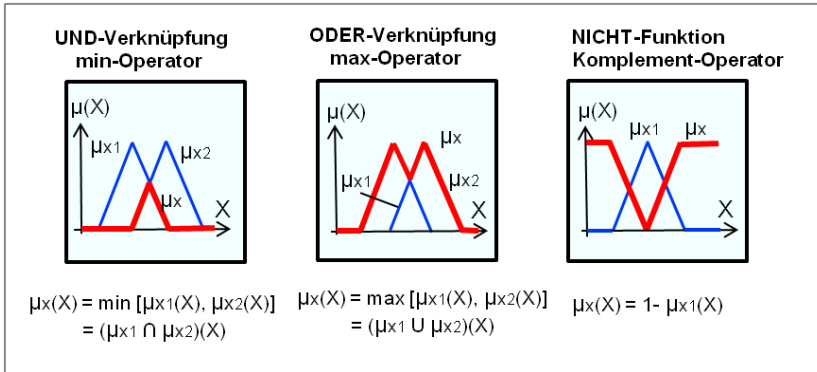 UND-Verknüpfung
min-Operator
μ(X)
μx1
μx2
μx
X
μx(X) = min [μx1(X), μx2(X)]
= (μx1 ∩ μx2)(X)
ODER-Verknüpfung
max-Operator
μ(X)
μx
μx1
μx2
X
μx(X) = max [μx1(X), μx2(X)]
= (μx1 U μx2)(X)
NICHT-Funktion
Komplement-Operator
μ(X)
μx1
μx
X
μx(X) = 1- μx1(X)